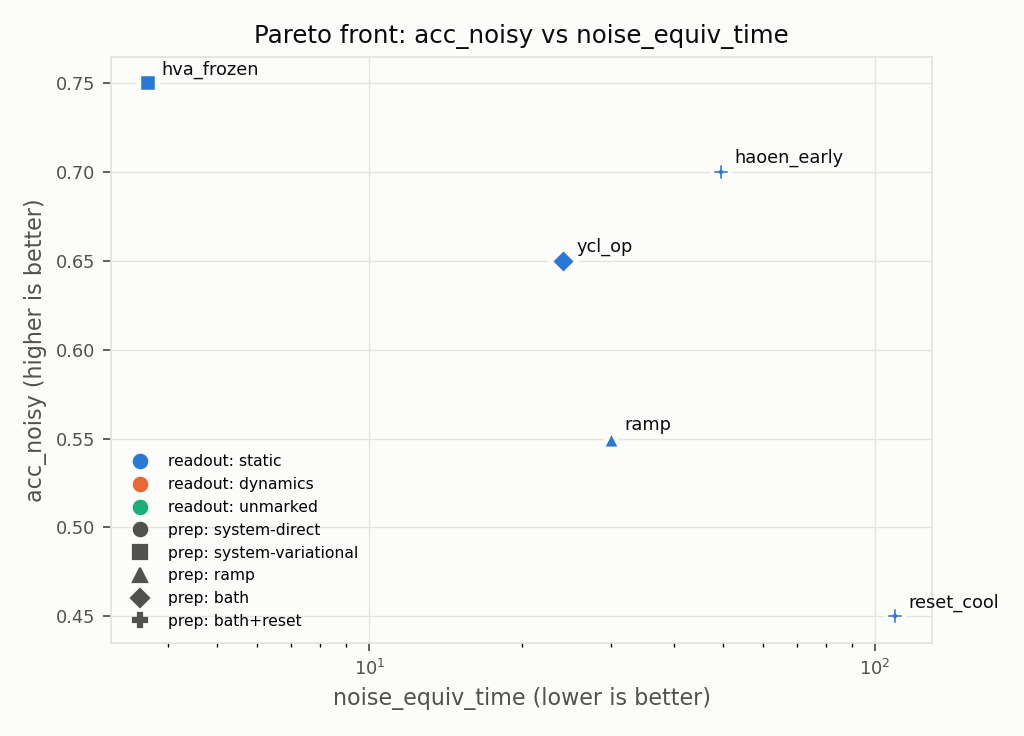 Pareto front: acc_noisy vs noise_equiv_time
hva_frozen
haoen_early
ycl_op
ramp
reset_cool
acc_noisy (higher is better)
0.75
0.70
0.65
0.60
0.55
0.50
0.45
readout: static
readout: dynamics
readout: unmarked
prep: system-direct
prep: system-variational
prep: ramp
prep: bath
prep: bath+reset
10¹
10²
noise_equiv_time (lower is better)